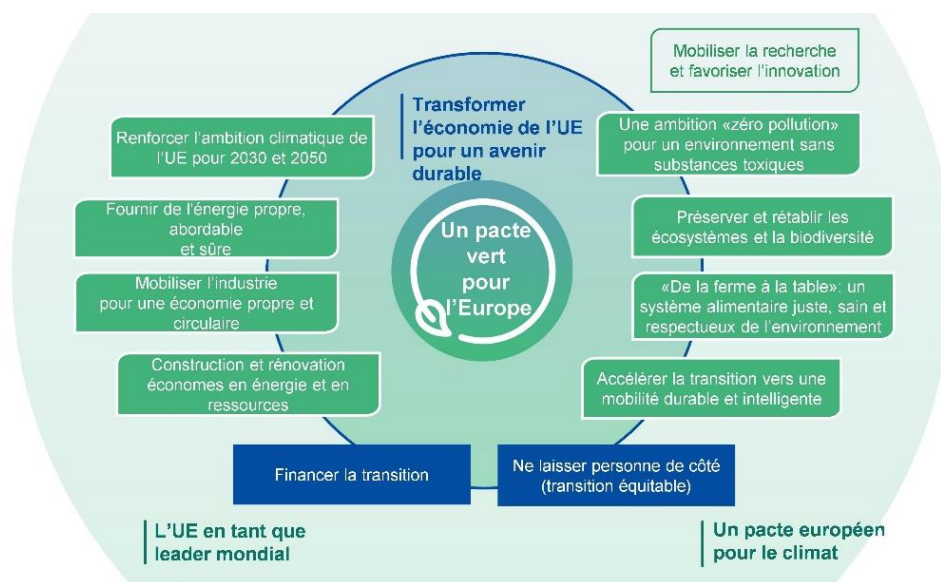 Mobiliser la recherche
et favoriser l’innovation
Transformer
l’économie de l’UE
pour un avenir
durable
Renforcer l’ambition climatique de
l’UE pour 2030 et 2050
Une ambition «zéro pollution»
pour un environnement sans
substances toxiques
Fournir de l’énergie propre,
abordable
et sûre
Préserver et rétablir les
écosystèmes et la biodiversité
Un pacte
vert
pour
l’Europe
Mobiliser l’industrie
pour une économie propre et
circulaire
«De la ferme à la table»: un
système alimentaire juste, sain et
respectueux de l’environnement
Construction et rénovation
économes en énergie et en
ressources
Accélérer la transition vers une
mobilité durable et intelligente
Financer la transition
Ne laisser personne de côté
(transition équitable)
L’UE en tant que
leader mondial
Un pacte européen
pour le climat